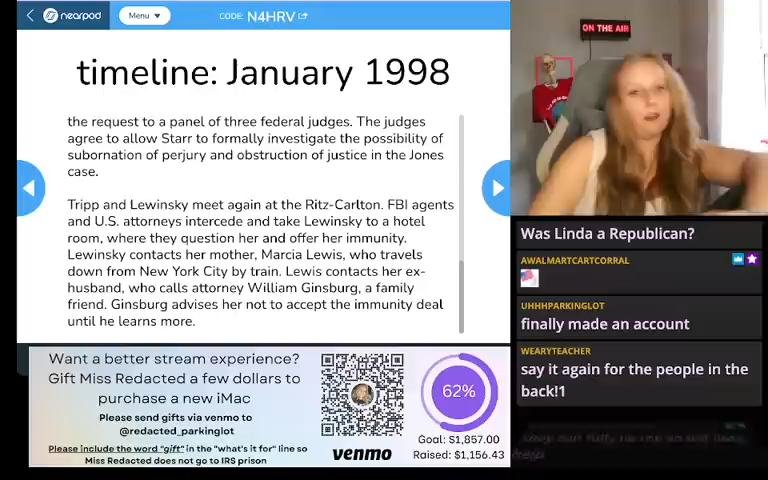 nearpod
Menu
CODE: N4HRV
ON THE AIR
timeline: January 1998
the request to a panel of three federal judges. The judges
agree to allow Starr to formally investigate the possibility of
subornation of perjury and obstruction of justice in the Jones
case.
Tripp and Lewinsky meet again at the Ritz-Carlton. FBI agents
and U.S. attorneys intercede and take Lewinsky to a hotel
room, where they question her and offer her immunity.
Lewinsky contacts her mother, Marcia Lewis, who travels
down from New York City by train. Lewis contacts her ex-
husband, who calls attorney William Ginsburg, a family
friend. Ginsburg advises her not to accept the immunity deal
until he learns more.
Want a better stream experience?
Gift Miss Redacted a few dollars to
purchase a new iMac
Please send gifts via venmo to
@redacted_parkinglot
Please include the word "gift" in the "what's it for" line so
Miss Redacted does not go to IRS prison
venmo
62%
Goal: $1,857.00
Raised: $1,156.43
Was Linda a Republican?
AWALMARTCARTCORRAL
UHHHPARKINGLOT
finally made an account
WEARYTEACHER
say it again for the people in the
back!1